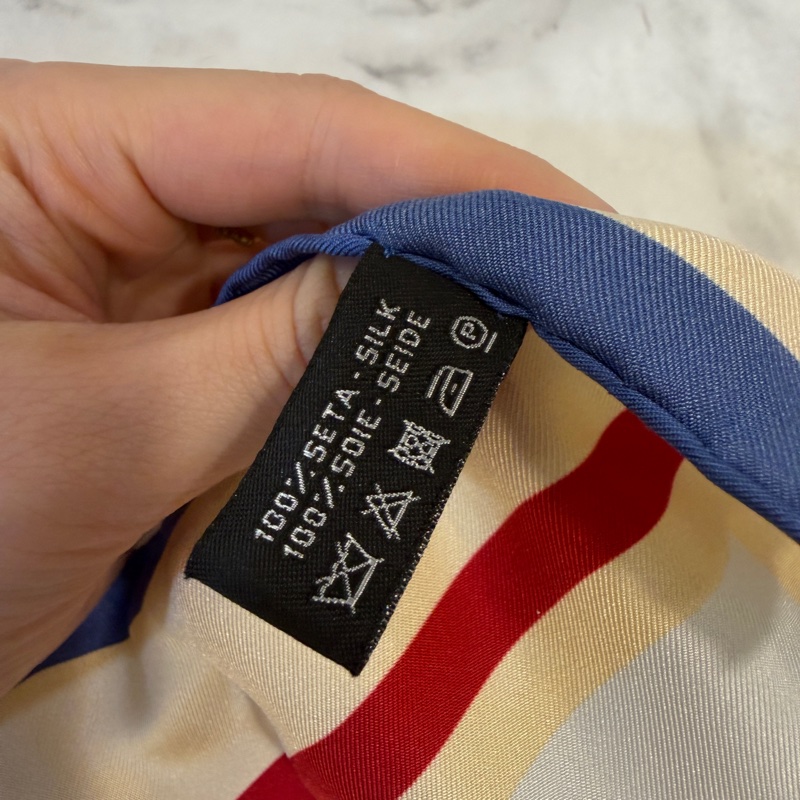 100% SETA - SILK
100% SOIE - SEIDE
P